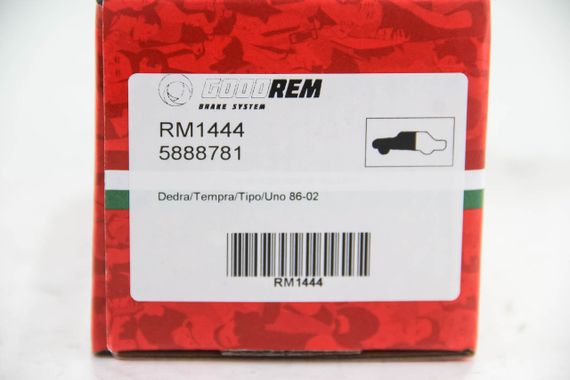 GOODREM
BRAKE SYSTEM
RM1444
5888781
Dedra/Tempra/Tipo/Uno 86-02
RM1444